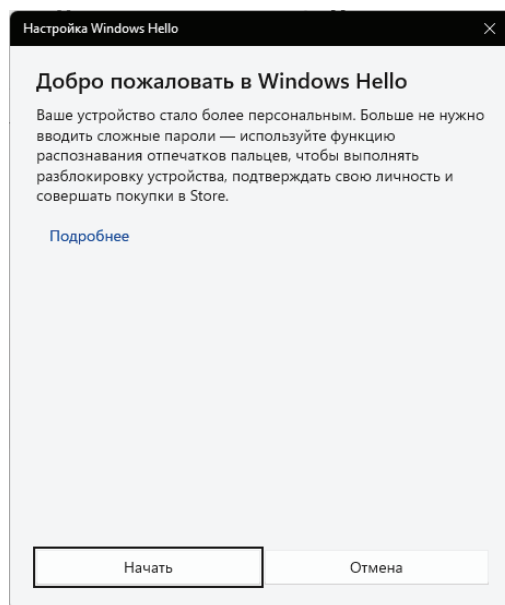 Настройка Windows Hello
Добро пожаловать в Windows Hello
Ваше устройство стало более персональным. Больше не нужно
вводить сложные пароли — используйте функцию
распознавания отпечатков пальцев, чтобы выполнять
разблокировку устройства, подтверждать свою личность и
совершать покупки в Store.
Подробнее
Начать
Отмена